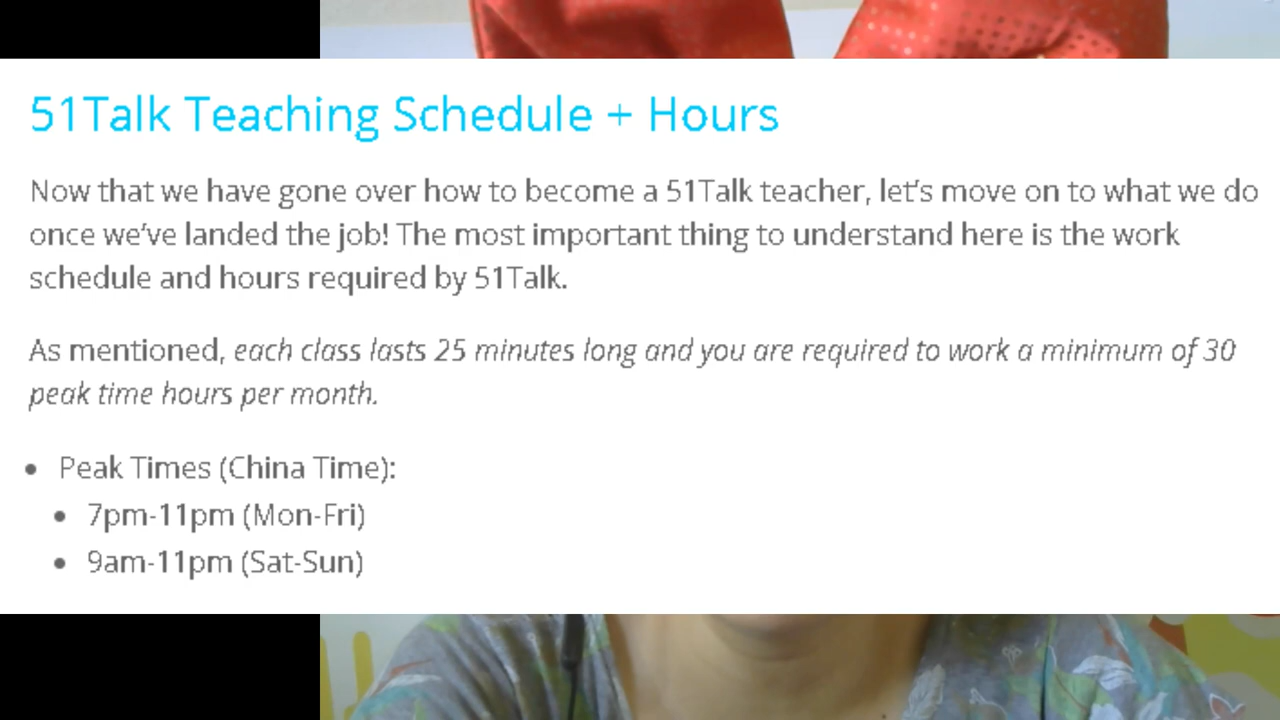 51Talk Teaching Schedule + Hours
Now that we have gone over how to become a 51Talk teacher, let’s move on to what we do
once we’ve landed the job! The most important thing to understand here is the work
schedule and hours required by 51Talk.
As mentioned, each class lasts 25 minutes long and you are required to work a minimum of 30
peak time hours per month.
• Peak Times (China Time):
• 7pm-11pm (Mon-Fri)
• 9am-11pm (Sat-Sun)